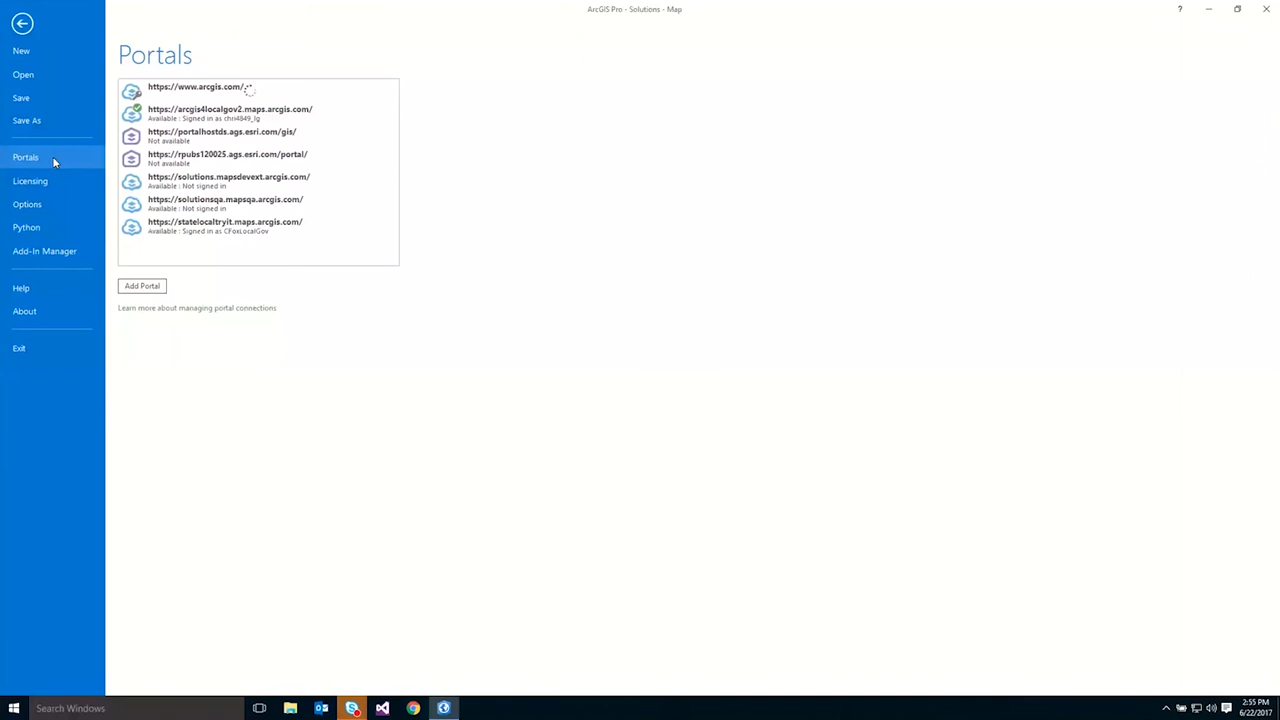 ArcGIS Pro - Solutions - Map
?
New
Open
Save
Save As
Portals
Licensing
Options
Python
Add-In Manager
Help
About
Exit
Portals
https://www.arcgis.com/
https://arcgis4localgov2.maps.arcgis.com/
Available : Signed in as chri4849_lg
https://portalhostds.ags.esri.com/gis/
Not available
https://rpubs120025.ags.esri.com/portal/
Not available
https://solutions.mapsdevext.arcgis.com/
Available : Not signed in
https://solutionsqa.mapsqa.arcgis.com/
Available : Not signed in
https://statelocaltryit.maps.arcgis.com/
Available : Signed in as CFoxLocalGov
Add Portal
Learn more about managing portal connections
Search Windows
2:55 PM
6/22/2017